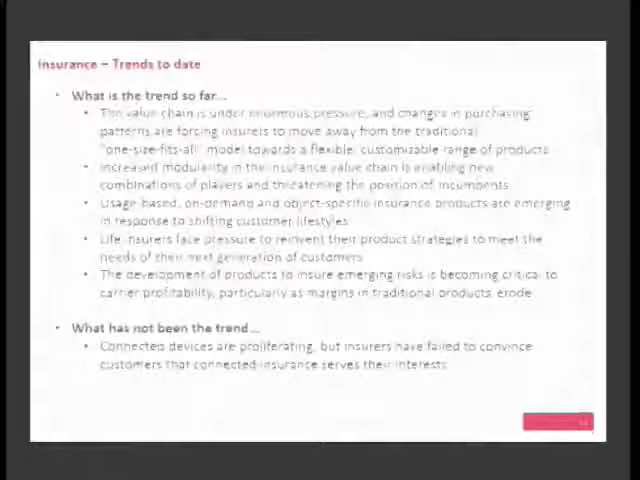 Insurance – Trends to date
• What is the trend so far...
• The value chain is under enormous pressure, and changes in purchasing
patterns are forcing insurers to move away from the traditional
"one-size-fits-all" model towards a flexible, customizable range of products
• Increased modularity in the insurance value chain is enabling new
combinations of players and threatening the position of incumbents
• Usage-based, on-demand and object-specific insurance products are emerging
in response to shifting customer lifestyles
• Life insurers face pressure to reinvent their product strategies to meet the
needs of their next generation of customers
• The development of products to insure emerging risks is becoming critical to
carrier profitability, particularly as margins in traditional products, erode
• What has not been the trend...
• Connected devices are proliferating, but insurers have failed to convince
customers that connected insurance serves their interests